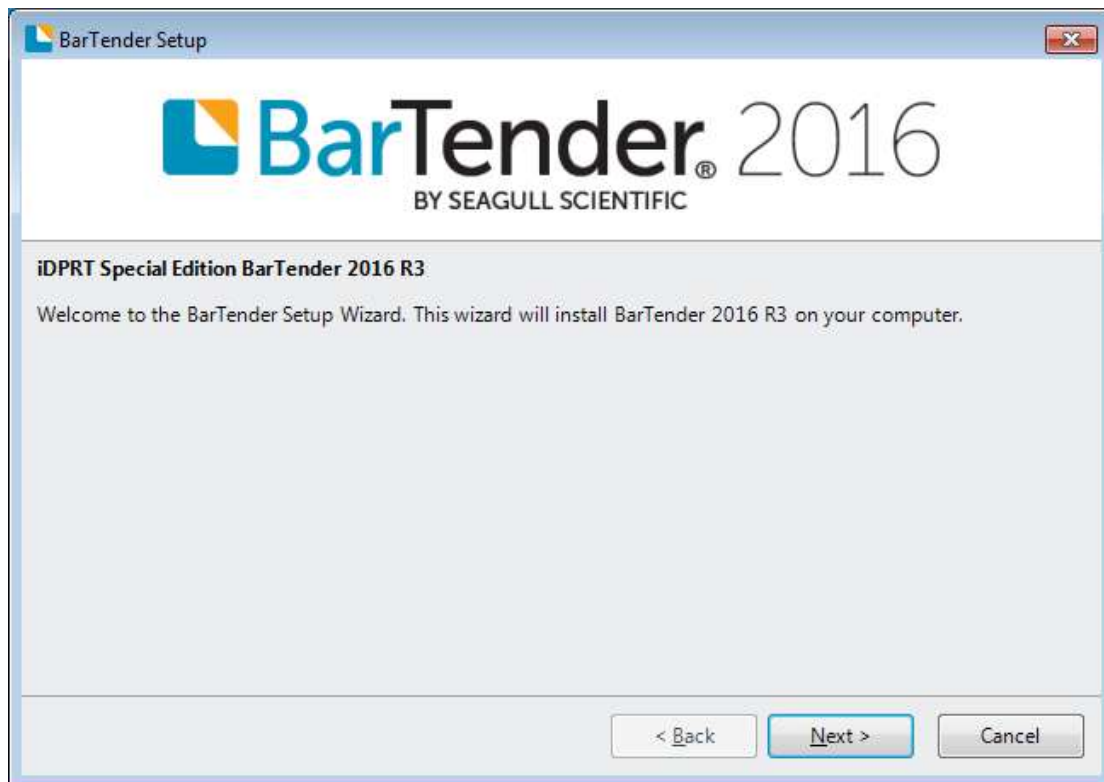 BarTender Setup
BarTender® 2016
BY SEAGULL SCIENTIFIC
iDPRT Special Edition BarTender 2016 R3
Welcome to the BarTender Setup Wizard. This wizard will install BarTender 2016 R3 on your computer.
< Back Next > Cancel